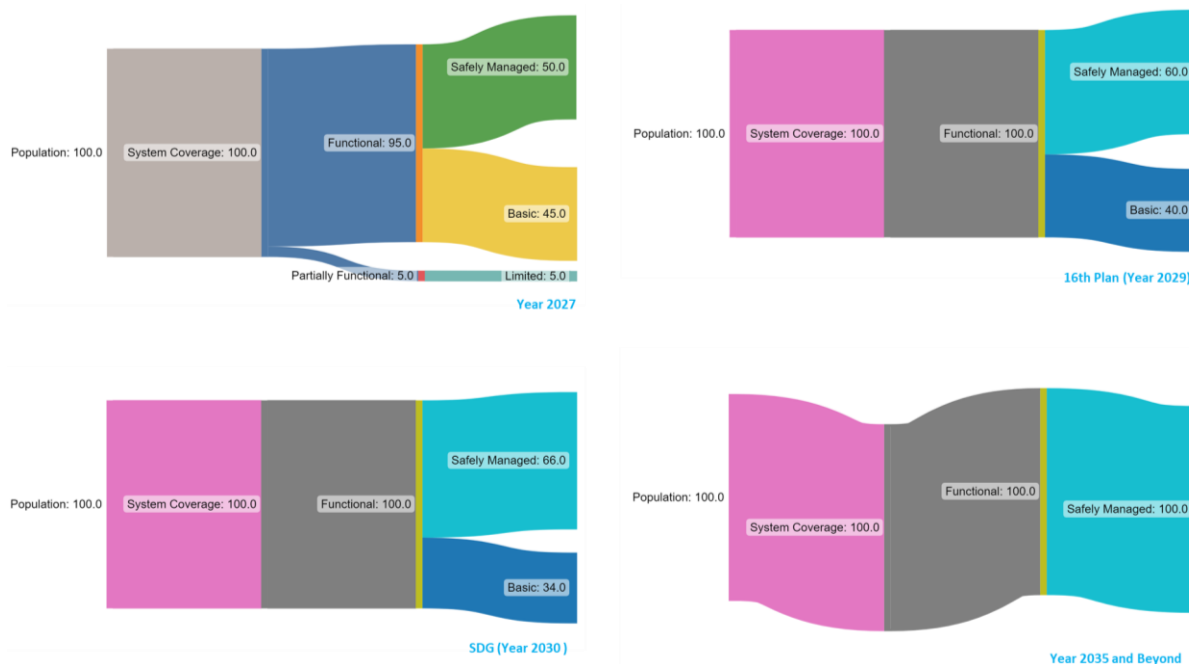 Population: 100.0
System Coverage: 100.0
Functional: 95.0
Safely Managed: 50.0
Basic: 45.0
Partially Functional: 5.0
Limited: 5.0
Year 2027
Population: 100.0
System Coverage: 100.0
Functional: 100.0
Safely Managed: 60.0
Basic: 40.0
16th Plan (Year 2029)
Population: 100.0
System Coverage: 100.0
Functional: 100.0
Safely Managed: 66.0
Basic: 34.0
SDG (Year 2030 )
Population: 100.0
System Coverage: 100.0
Functional: 100.0
Safely Managed: 100.0
Year 2035 and Beyond